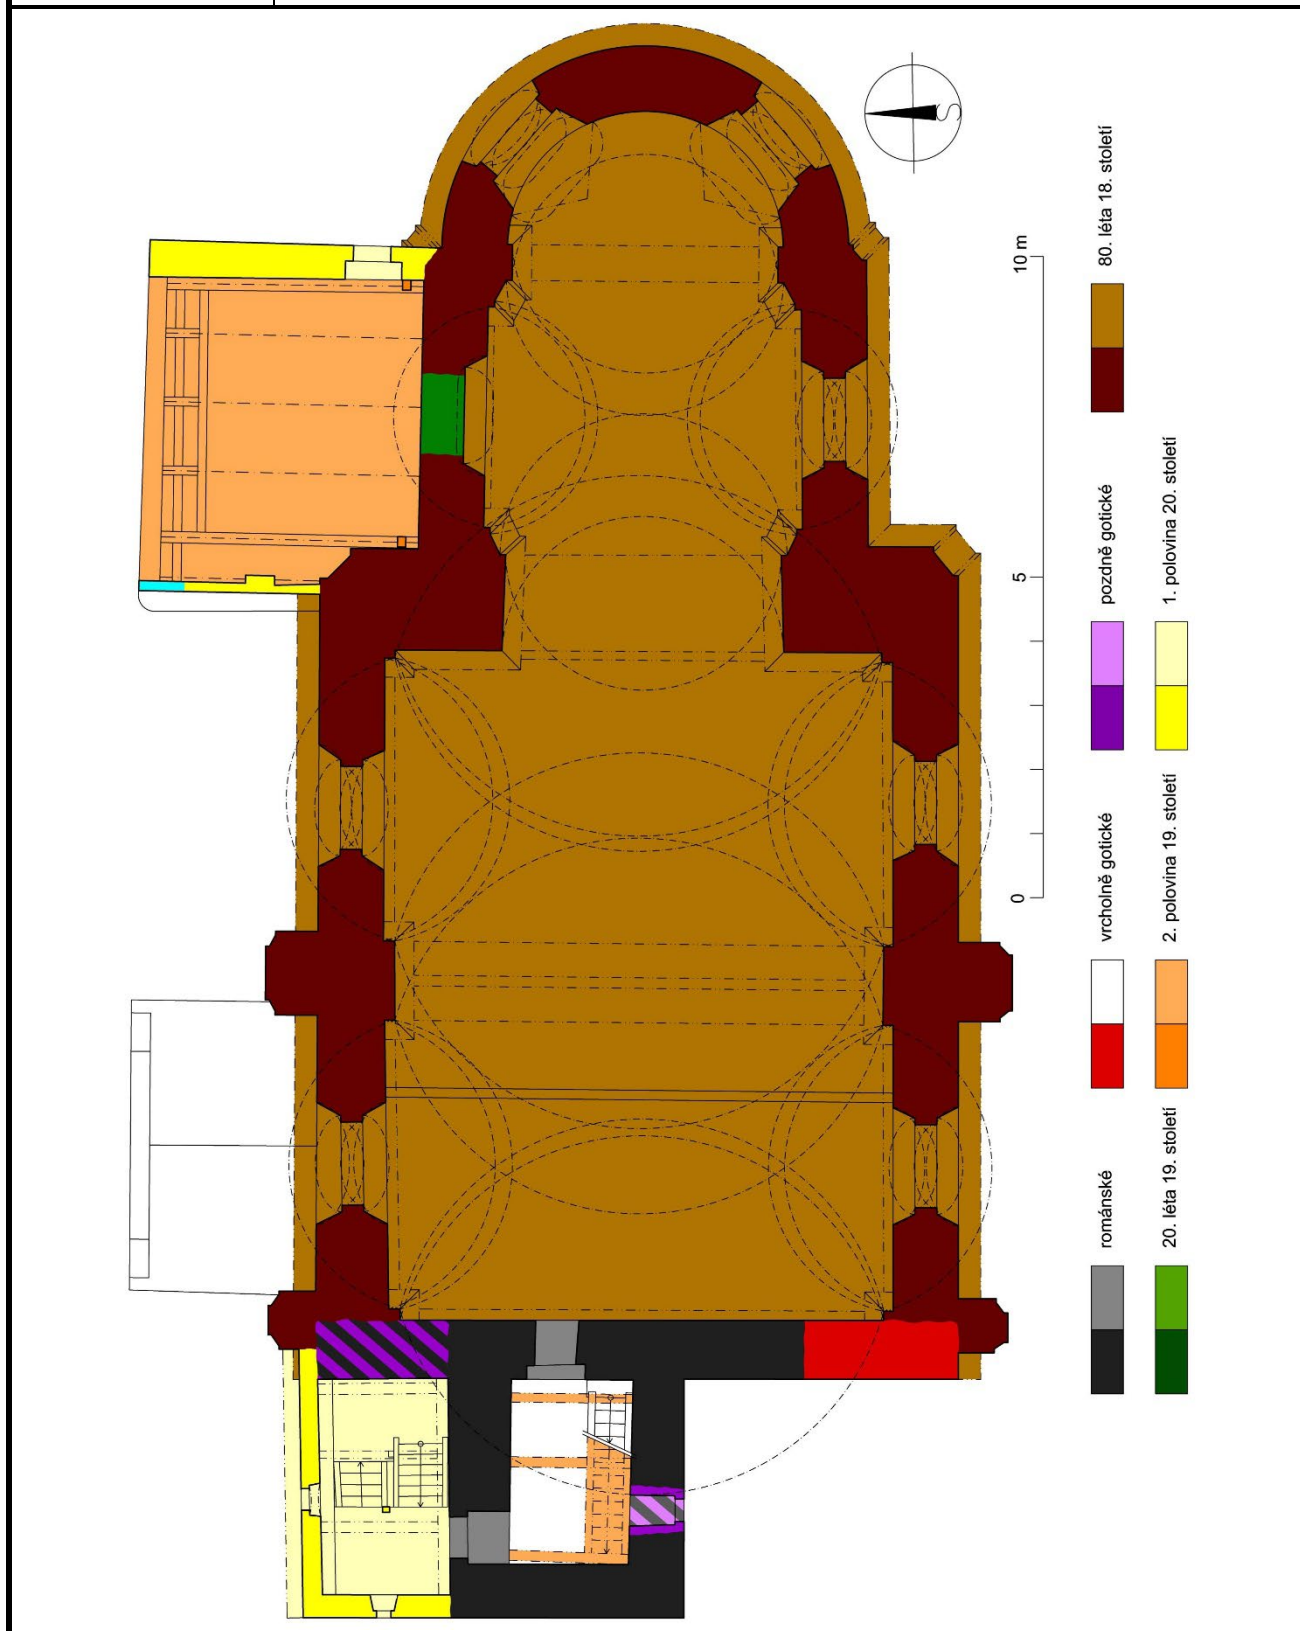 S
0
5
10 m
románské
vrcholně gotické
pozdně gotické
80. léta 18. století
20. léta 19. století
2. polovina 19. století
1. polovina 20. století